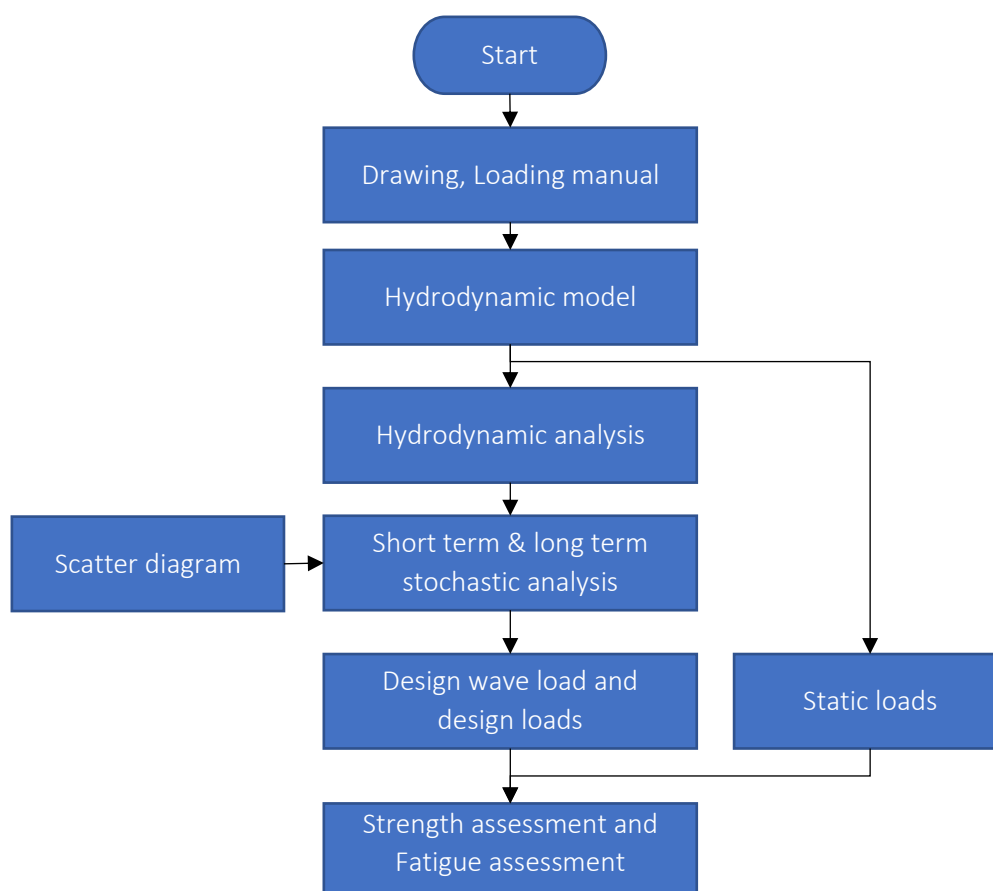 Start
Drawing, Loading manual
Hydrodynamic model
Hydrodynamic analysis
Scatter diagram
Short term & long term
stochastic analysis
Design wave load and
design loads
Static loads
Strength assessment and
Fatigue assessment